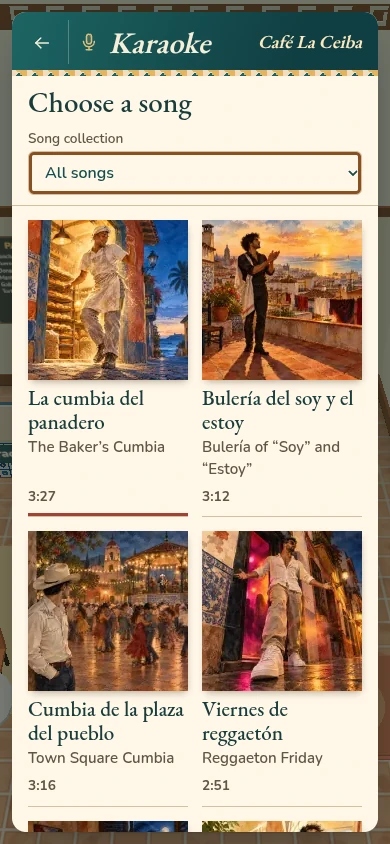 Karaoke
Café La Ceiba
Choose a song
Song collection
All songs
La cumbia del
panadero
The Baker’s Cumbia
3:27
Bulería del soy y el
estoy
Bulería of “Soy” and
“Estoy”
3:12
Cumbia de la plaza
del pueblo
Town Square Cumbia
3:16
Viernes de
reggaetón
Reggaeton Friday
2:51